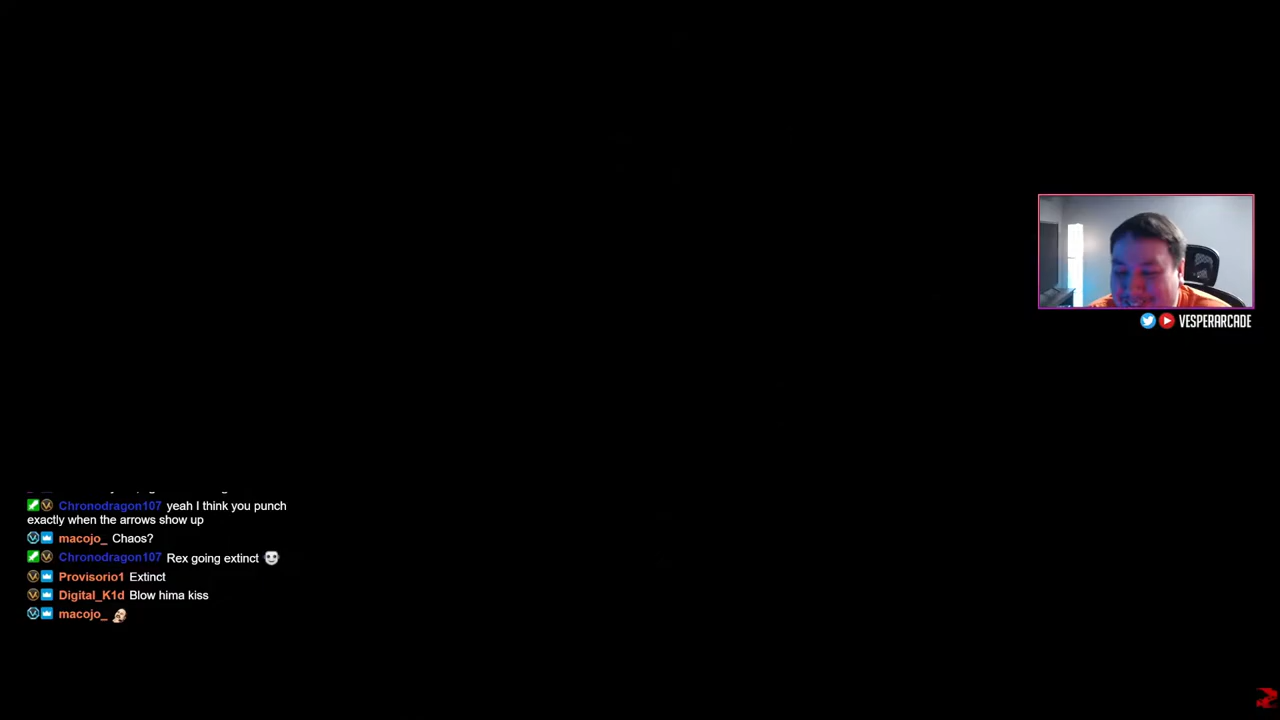 VESPERARCADE
Chronodragon107 yeah I think you punch
exactly when the arrows show up
macojo_ Chaos?
Chronodragon107 Rex going extinct
Provisorio1 Extinct
Digital_K1d Blow hima kiss
macojo_